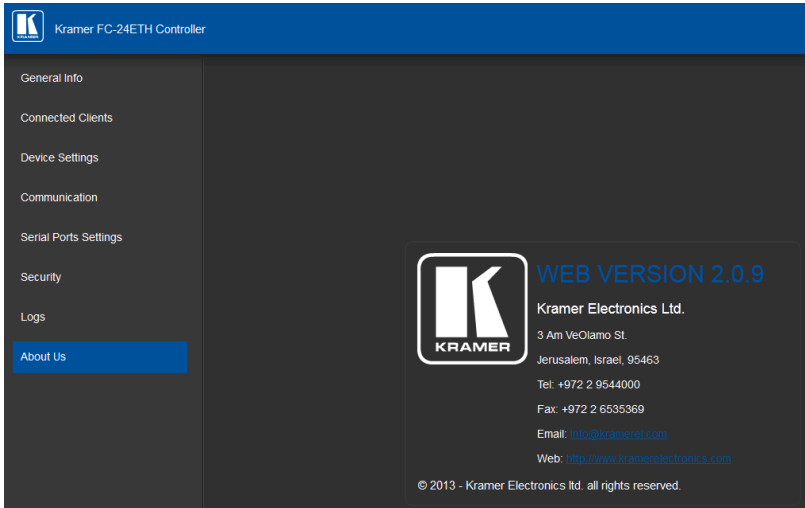 KRAMER
Kramer FC-24ETH Controller
General Info
Connected Clients
Device Settings
Communication
Serial Ports Settings
Security
Logs
About Us
KRAMER
WEB VERSION 2.0.9
Kramer Electronics Ltd.
3 Am VeOlamo St.
Jerusalem, Israel, 95463
Tel: +972 2 9544000
Fax: +972 2 6535369
Email: info@kramerel.com
Web: http://www.kramerelectronics.com
© 2013 - Kramer Electronics ltd. all rights reserved.